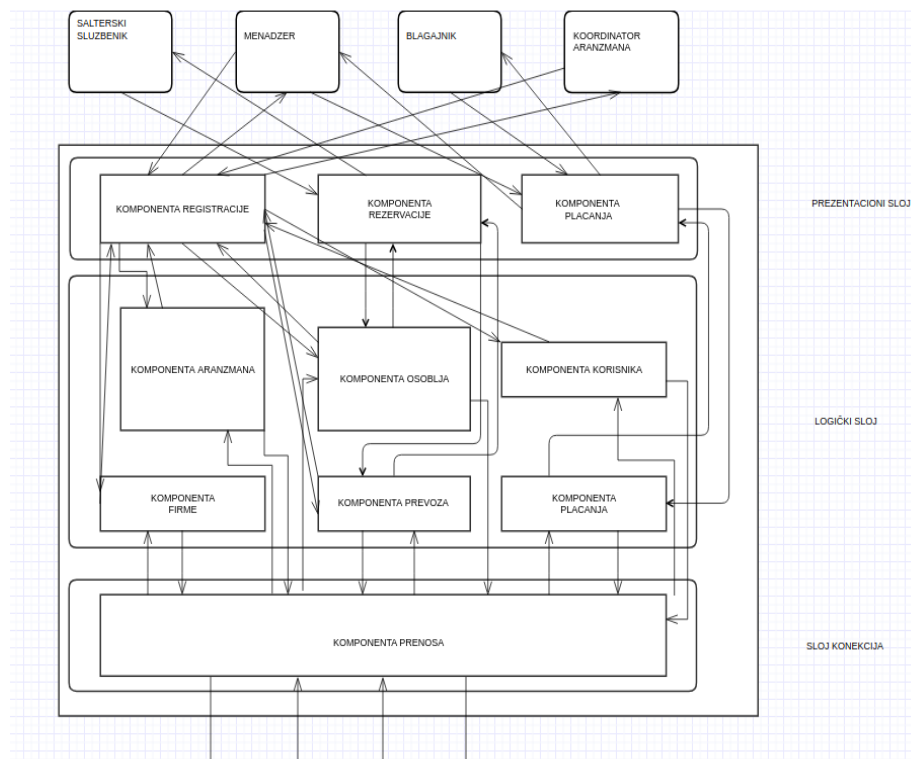 SALTERSKI
SLUZBENIK
MENADZER
BLAGAJNIK
KOORDINATOR
ARANZMANA
KOMPONENTA REGISTRACIJE
KOMPONENTA
REZERVACIJE
KOMPONENTA
PLACANJA
PREZENTACIONI SLOJ
KOMPONENTA ARANZMANA
KOMPONENTA OSOBLJA
KOMPONENTA KORISNIKA
LOGIČKI SLOJ
KOMPONENTA
FIRME
KOMPONENTA PREVOZA
KOMPONENTA
PLACANJA
KOMPONENTA PRENOSA
SLOJ KONEKCIJA